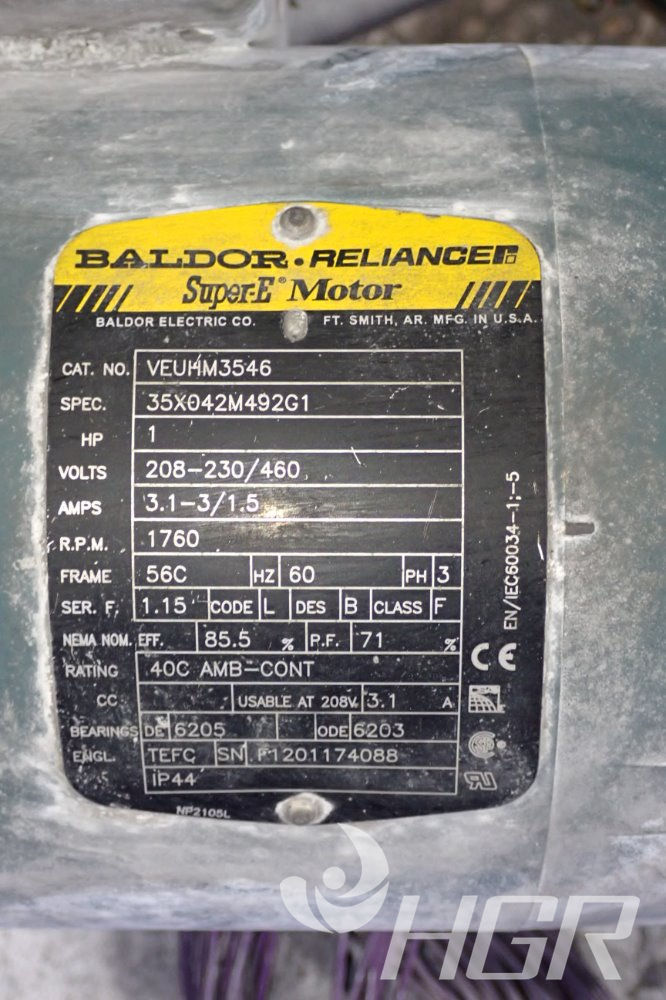 BALDOR • RELIANCER
Super-E® Motor
BALDOR ELECTRIC CO. FT. SMITH, AR. MFG. IN U.S.A.
CAT. NO. VEUHM3546
SPEC. 35X042M492G1
HP 1
VOLTS 208-230/460
AMPS 3.1-3/1.5
R.P.M. 1760
FRAME 56C HZ 60 PH 3
SER. F. 1.15 CODE L DES B CLASS F
NEMA NOM. EFF. 85.5 % P.F. 71 %
RATING 40C AMB-CONT
CC USABLE AT 208V 3.1 A
BEARINGS DE 6205 ODE 6203
ENCL. TEFC SN F1201174088
IP44
NP2105L
EN/IEC60034-1;-5
CE
HGR